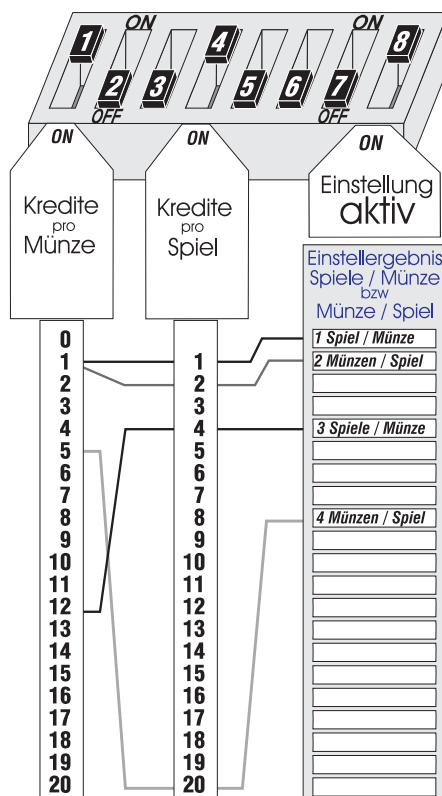 ON ON
1 2 3 4 5 6 7 8
OFF OFF
ON ON ON
Kredite
pro
Münze
Kredite
pro
Spiel
Einstellung
aktiv
Einstellergebnis
Spiele / Münze
bzw
Münze / Spiel
0 1 Spiel / Münze
1 1 2 Münzen / Spiel
2 2
3 3
4 4 3 Spiele / Münze
5 5
6 6
7 7
8 8 4 Münzen / Spiel
9 9
10 10
11 11
12 12
13 13
14 14
15 15
16 16
17 17
18 18
19 19
20 20